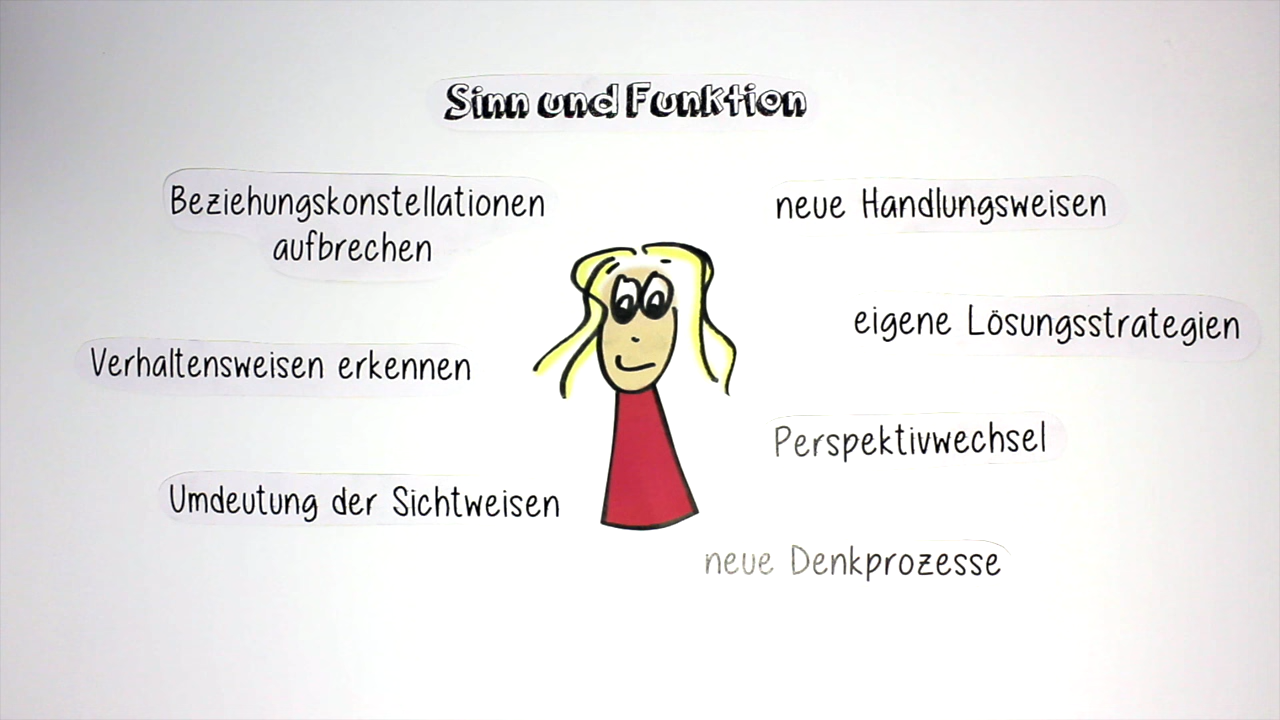 Sinn und Funktion
Beziehungskonstellationen
aufbrechen
Verhaltensweisen erkennen
Umdeutung der Sichtweisen
neue Handlungsweisen
eigene Lösungsstrategien
Perspektivwechsel
neue Denkprozesse